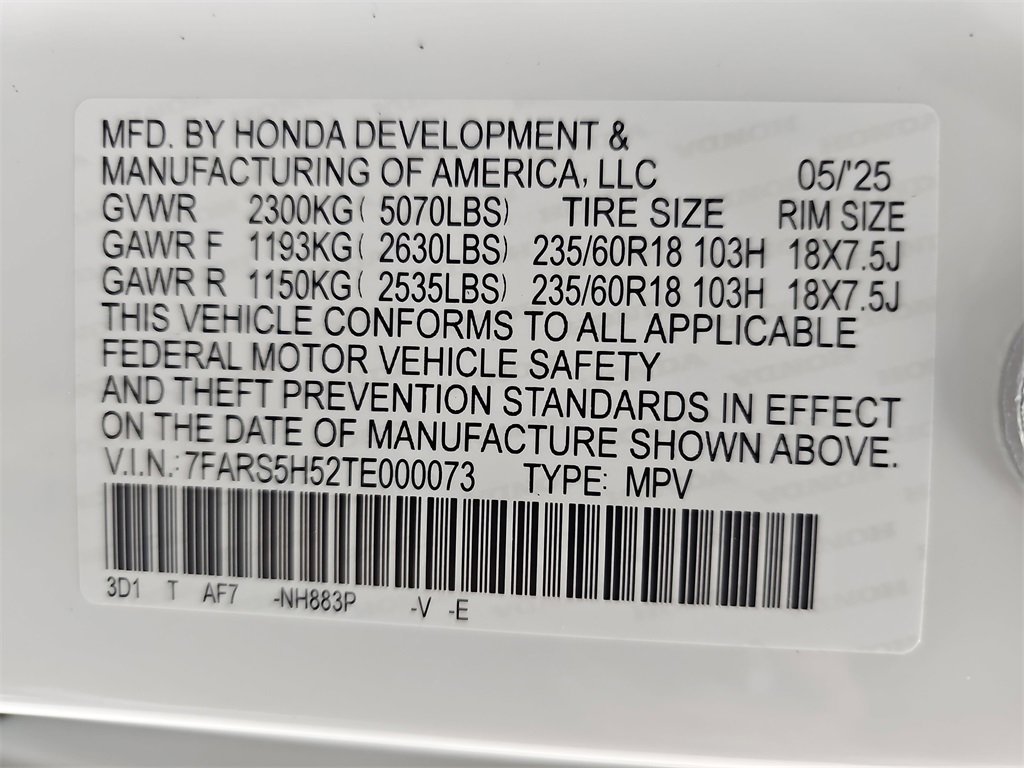 MFD. BY HONDA DEVELOPMENT &
MANUFACTURING OF AMERICA, LLC 05/'25
GVWR 2300KG( 5070LBS) TIRE SIZE RIM SIZE
GAWR F 1193KG( 2630LBS) 235/60R18 103H 18X7.5J
GAWR R 1150KG( 2535LBS) 235/60R18 103H 18X7.5J
THIS VEHICLE CONFORMS TO ALL APPLICABLE
FEDERAL MOTOR VEHICLE SAFETY
AND THEFT PREVENTION STANDARDS IN EFFECT
ON THE DATE OF MANUFACTURE SHOWN ABOVE.
V.I.N.: 7FARS5H52TE000073 TYPE: MPV
3D1 T AF7 -NH883P -V -E